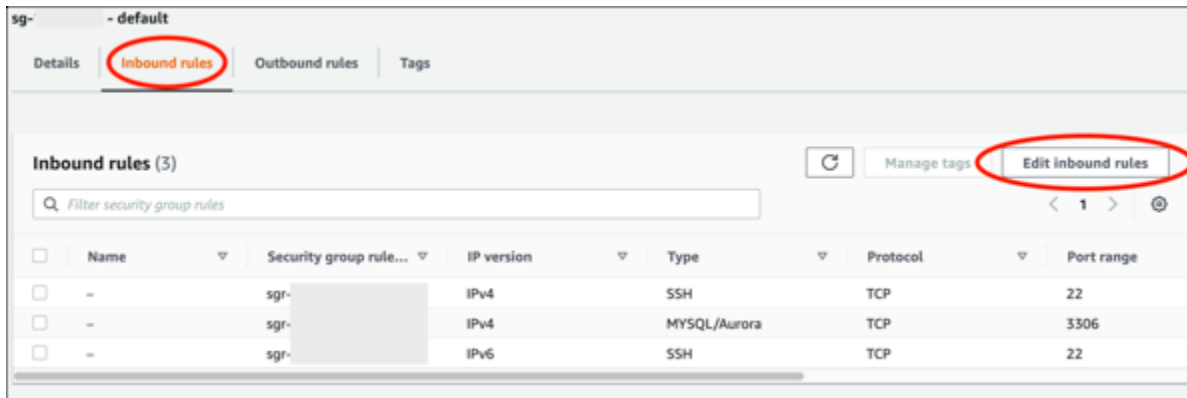 sg- - default
Details Inbound rules Outbound rules Tags
Inbound rules (3) Manage tags Edit inbound rules
Filter security group rules 1
Name Security group rule... IP version Type Protocol Port range
– sgr- IPv4 SSH TCP 22
– sgr- IPv4 MYSQL/Aurora TCP 3306
– sgr- IPv6 SSH TCP 22